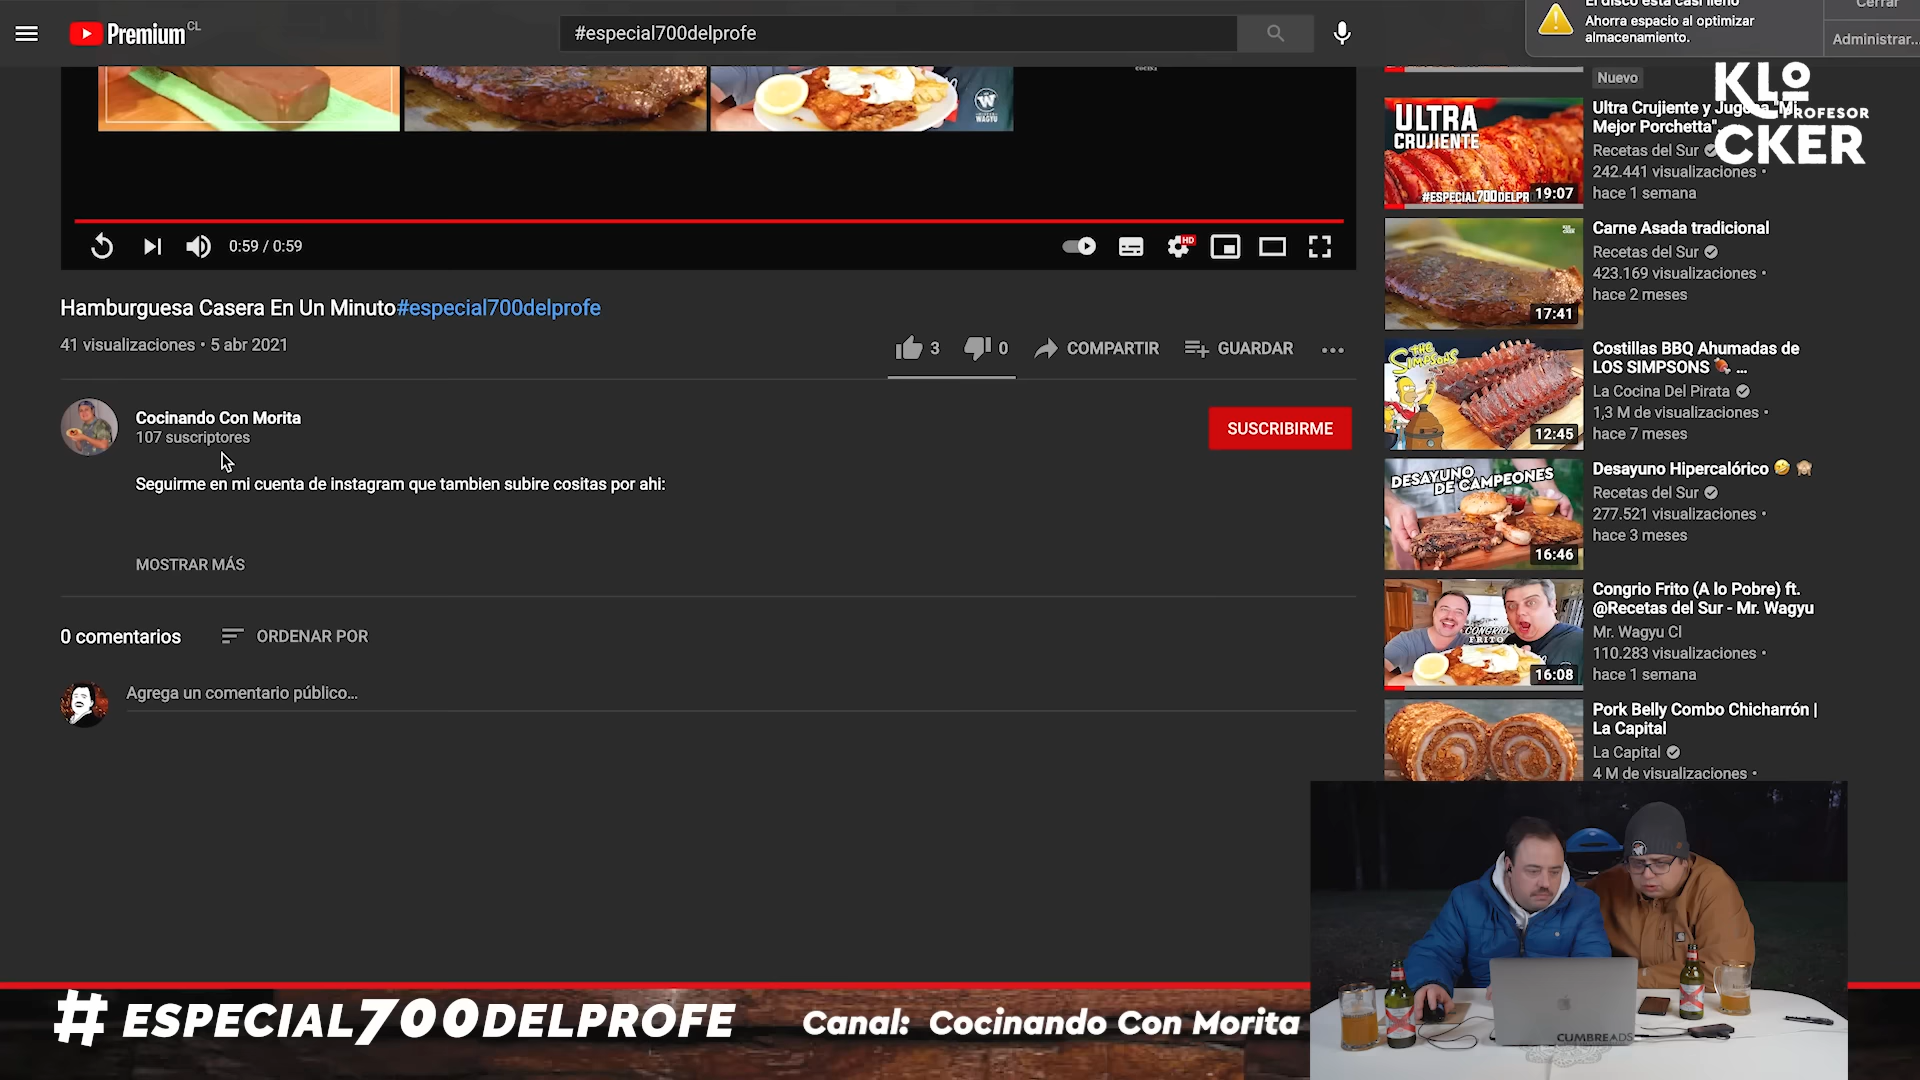 Premium CL
#especial700delprofe
El disco está casi lleno
Ahorra espacio al optimizar
almacenamiento.
Cerrar
Administrar...
KLO
PROFESOR
CKER
W
WAGYU
0:59 / 0:59
HD
Hamburguesa Casera En Un Minuto#especial700delprofe
41 visualizaciones • 5 abr 2021
3
0
COMPARTIR
GUARDAR
Cocinando Con Morita
107 suscriptores
SUSCRIBIRME
Seguirme en mi cuenta de instagram que tambien subire cositas por ahi:
MOSTRAR MÁS
0 comentarios
ORDENAR POR
Agrega un comentario público...
Nuevo
ULTRA
CRUJIENTE
#ESPECIAL700DELPR
19:07
Ultra Crujiente y Jugosa "Mi
Mejor Porchetta"
Recetas del Sur
242.441 visualizaciones •
hace 1 semana
17:41
Carne Asada tradicional
Recetas del Sur
423.169 visualizaciones •
hace 2 meses
THE
SIMPSONS
12:45
Costillas BBQ Ahumadas de
LOS SIMPSONS 🍖 ...
La Cocina Del Pirata
1,3 M de visualizaciones •
hace 7 meses
DESAYUNO
DE CAMPEONES
16:46
Desayuno Hipercalórico 🤣 🙈
Recetas del Sur
277.521 visualizaciones •
hace 3 meses
CONGRIO
FRITO
16:08
Congrio Frito (A lo Pobre) ft.
@Recetas del Sur - Mr. Wagyu
Mr. Wagyu Cl
110.283 visualizaciones •
hace 1 semana
Pork Belly Combo Chicharrón |
La Capital
La Capital
4 M de visualizaciones •
CUMBREADS
# ESPECIAL700DELPROFE
Canal: Cocinando Con Morita